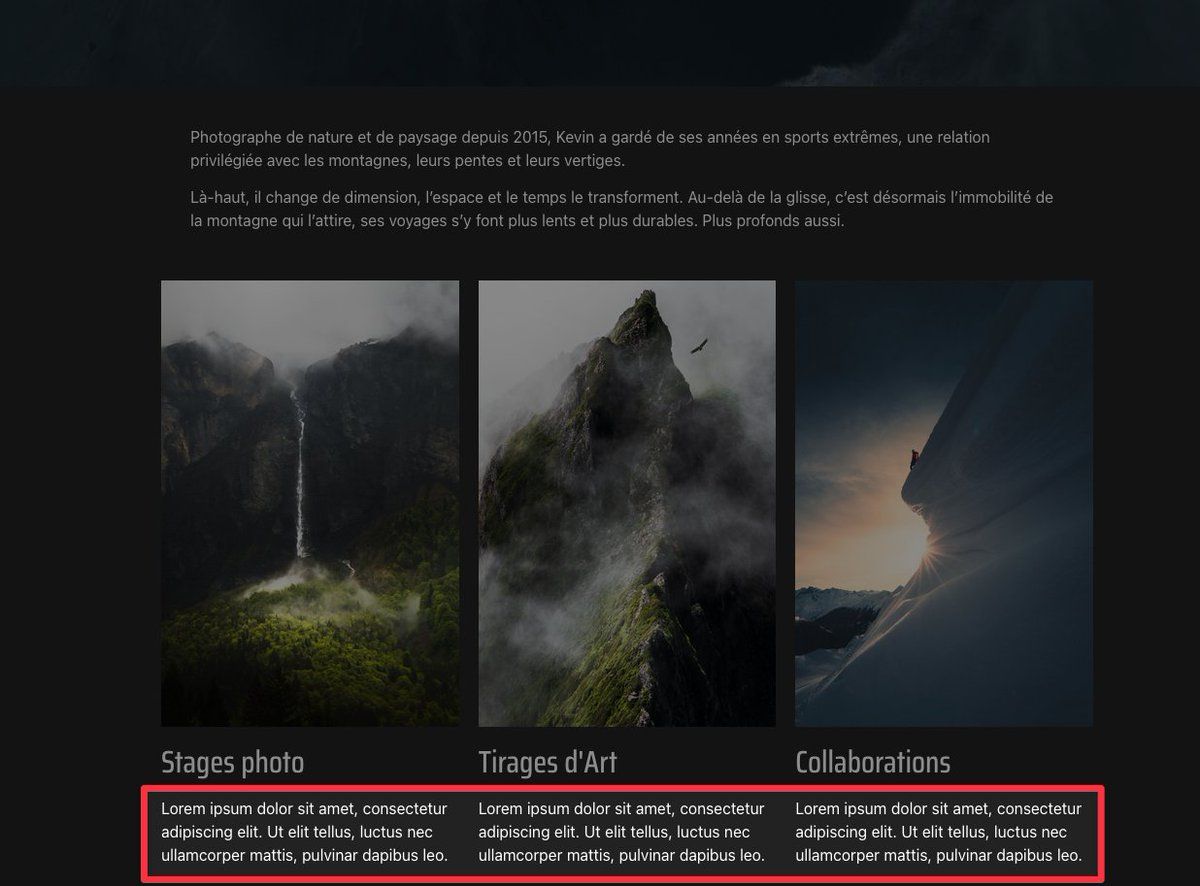 Photographe de nature et de paysage depuis 2015, Kevin a gardé de ses années en sports extrêmes, une relation
privilégiée avec les montagnes, leurs pentes et leurs vertiges.
Là-haut, il change de dimension, l’espace et le temps le transforment. Au-delà de la glisse, c’est désormais l’immobilité de
la montagne qui l’attire, ses voyages s’y font plus lents et plus durables. Plus profonds aussi.
Stages photo
Lorem ipsum dolor sit amet, consectetur
adipiscing elit. Ut elit tellus, luctus nec
ullamcorper mattis, pulvinar dapibus leo.
Tirages d'Art
Lorem ipsum dolor sit amet, consectetur
adipiscing elit. Ut elit tellus, luctus nec
ullamcorper mattis, pulvinar dapibus leo.
Collaborations
Lorem ipsum dolor sit amet, consectetur
adipiscing elit. Ut elit tellus, luctus nec
ullamcorper mattis, pulvinar dapibus leo.